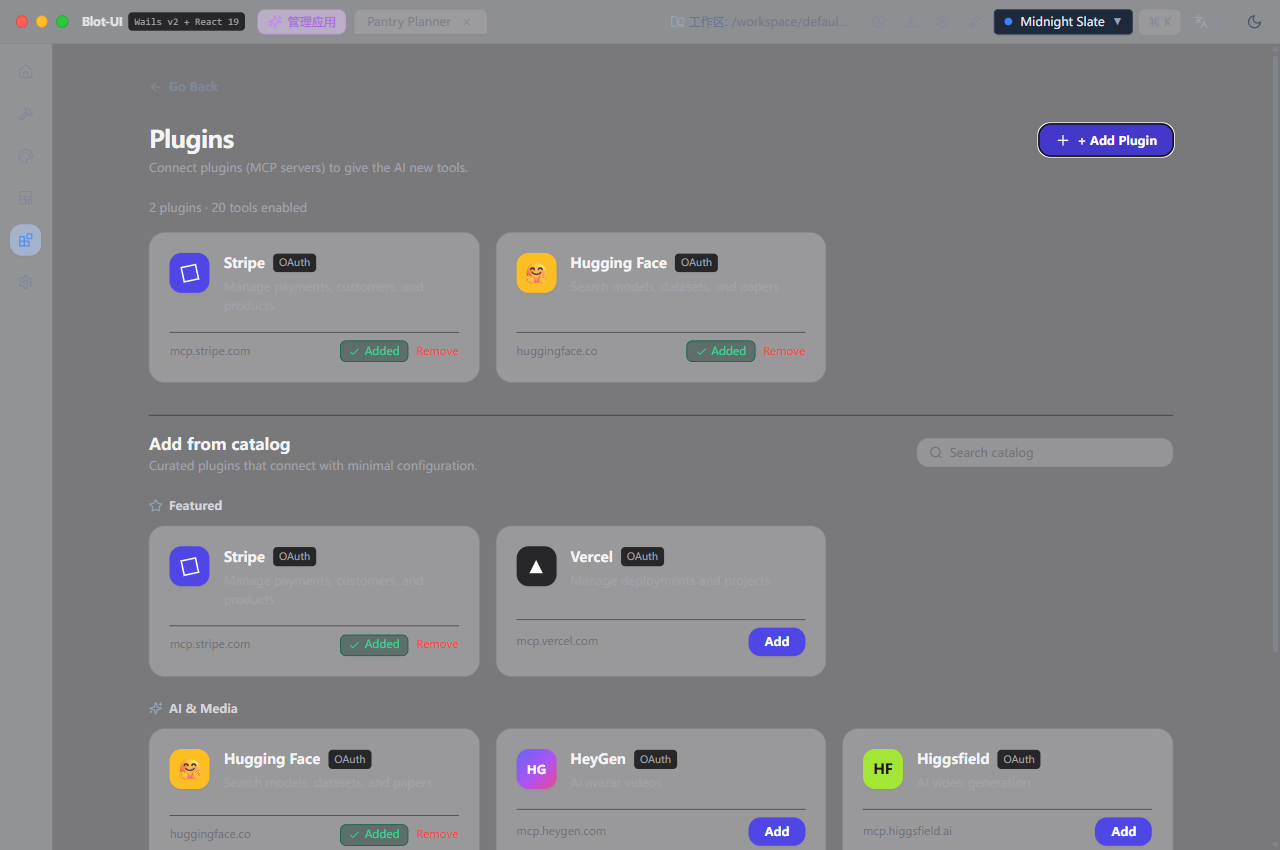 Blot-UI Wails v2 + React 19 管理应用 Pantry Planner × 工作区: /workspace/defaul... Midnight Slate ▼ ⌘ K
Go Back
Plugins
+ Add Plugin
Connect plugins (MCP servers) to give the AI new tools.
2 plugins · 20 tools enabled
Stripe OAuth
Manage payments, customers, and
products
mcp.stripe.com Added Remove
Hugging Face OAuth
Search models, datasets, and papers
huggingface.co Added Remove
Add from catalog
Curated plugins that connect with minimal configuration.
Search catalog
Featured
Stripe OAuth
Manage payments, customers, and
products
mcp.stripe.com Added Remove
Vercel OAuth
Manage deployments and projects
mcp.vercel.com Add
AI & Media
Hugging Face OAuth
Search models, datasets, and papers
huggingface.co Added Remove
HG HeyGen OAuth
AI avatar videos
mcp.heygen.com Add
HF Higgsfield OAuth
AI video generation
mcp.higgsfield.ai Add